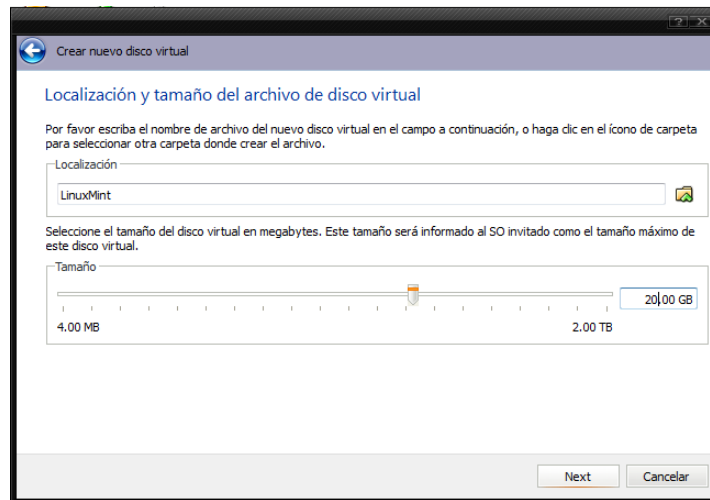 Crear nuevo disco virtual
Localización y tamaño del archivo de disco virtual
Por favor escriba el nombre de archivo del nuevo disco virtual en el campo a continuación, o haga clic en el ícono de carpeta
para seleccionar otra carpeta donde crear el archivo.
Localización
LinuxMint
Seleccione el tamaño del disco virtual en megabytes. Este tamaño será informado al SO invitado como el tamaño máximo de
este disco virtual.
Tamaño
20,00 GB
4.00 MB 2.00 TB
Next Cancelar